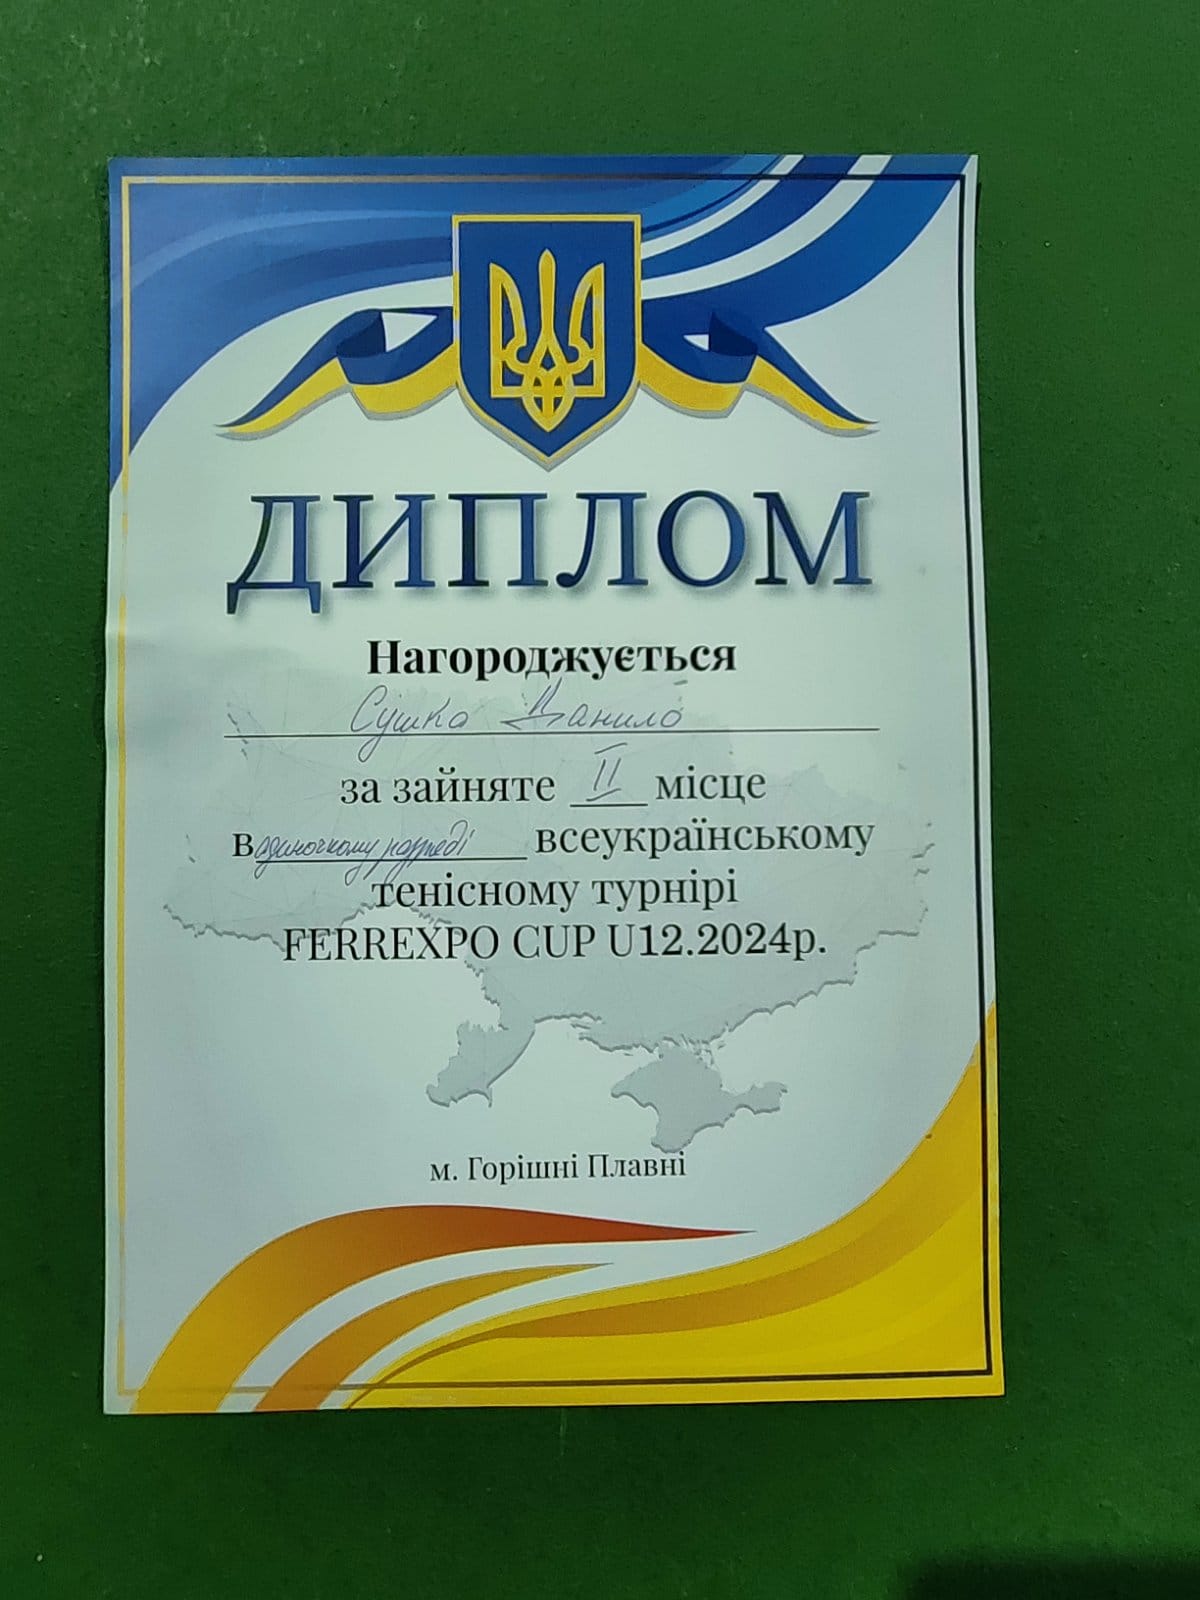 ДИПЛОМ
Нагороджується
Сушко Данило
за зайняте II місце
в одиночному розряді всеукраїнському
тенісному турнірі
FERREXPO CUP U12.2024р.
м. Горішні Плавні